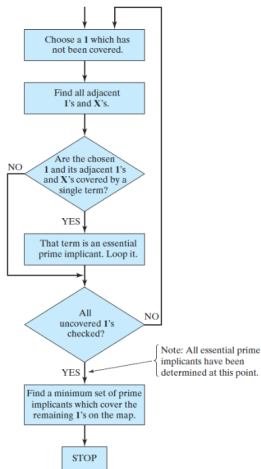 Choose a 1 which has
not been covered.
Find all adjacent
1's and X's.
Are the chosen
1 and its adjacent 1's
and X's covered by a
single term?
NO
YES
That term is an essential
prime implicant. Loop it.
All
uncovered 1's
checked?
NO
YES
Note: All essential prime
implicants have been
determined at this point.
Find a minimum set of prime
implicants which cover the
remaining 1's on the map.
STOP